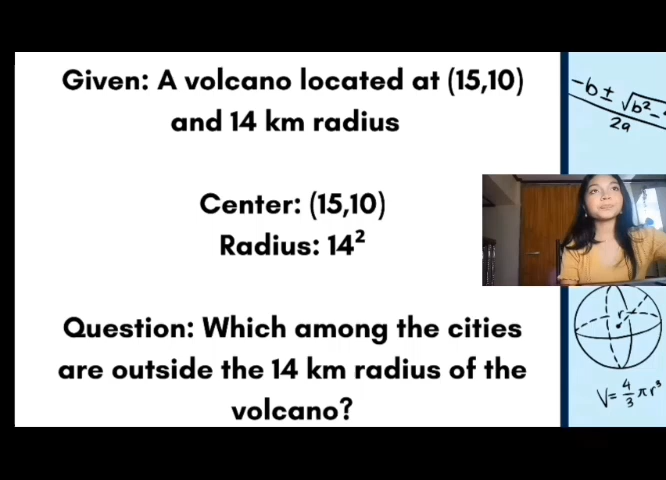 Given: A volcano located at (15,10)
and 14 km radius
Center: (15,10)
Radius: 14²
Question: Which among the cities
are outside the 14 km radius of the
volcano?
-b ± √b² -
2a
r
V= 4/3 πr³